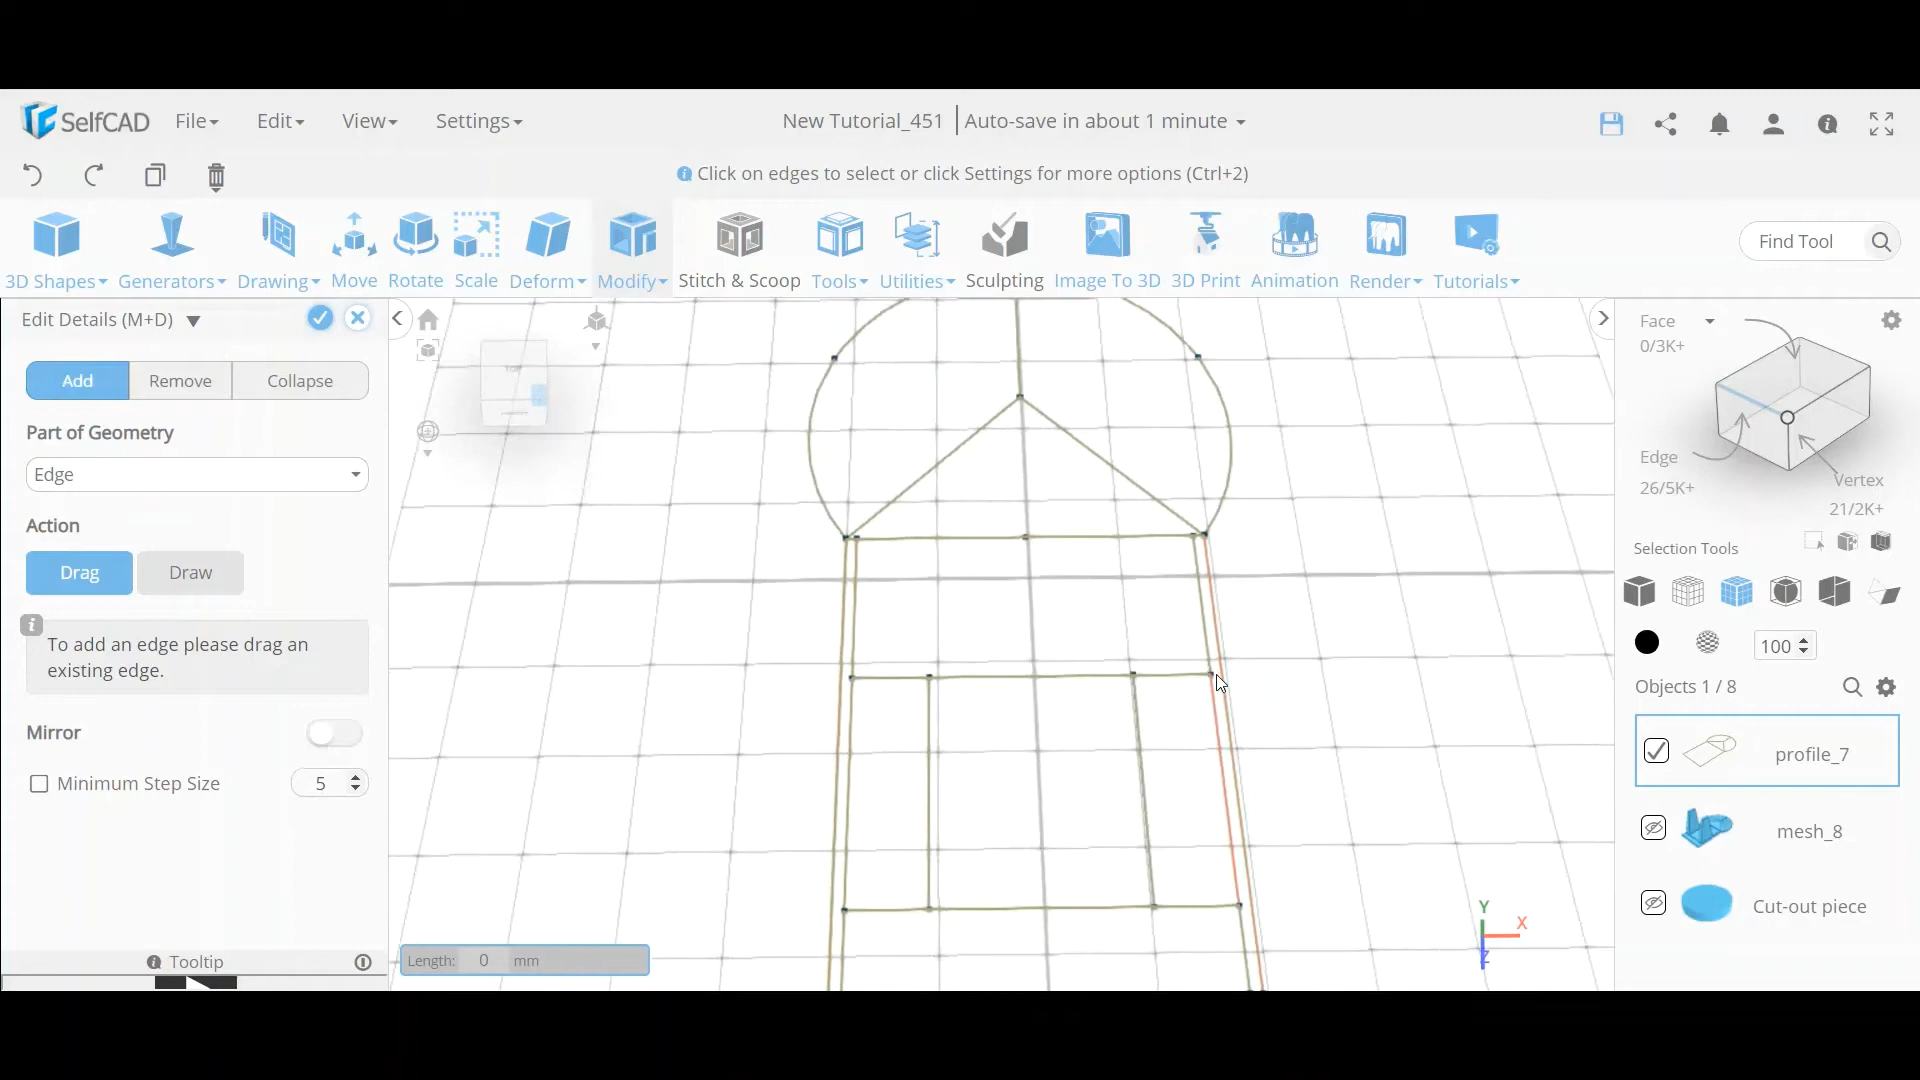 SelfCAD File Edit View Settings New Tutorial_451 Auto-save in about 1 minute
Click on edges to select or click Settings for more options (Ctrl+2)
3D Shapes Generators Drawing Move Rotate Scale Deform Modify Stitch & Scoop Tools Utilities Sculpting Image To 3D 3D Print Animation Render Tutorials Find Tool
Edit Details (M+D)
Add Remove Collapse
Part of Geometry
Edge
Action
Drag Draw
To add an edge please drag an
existing edge.
Mirror
Minimum Step Size 5
Tooltip
TOP
Length: 0 mm
Y
X
Z
Face
0/3K+
Edge
26/5K+
Vertex
21/2K+
Selection Tools
100
Objects 1 / 8
profile_7
mesh_8
Cut-out piece